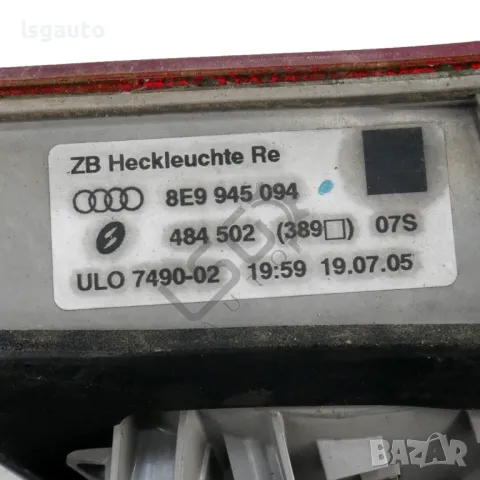 lsgauto
ZB Heckleuchte Re
8E9 945 094
484 502 (389□) 07S
ULO 7490-02 19:59 19.07.05
BAZAR